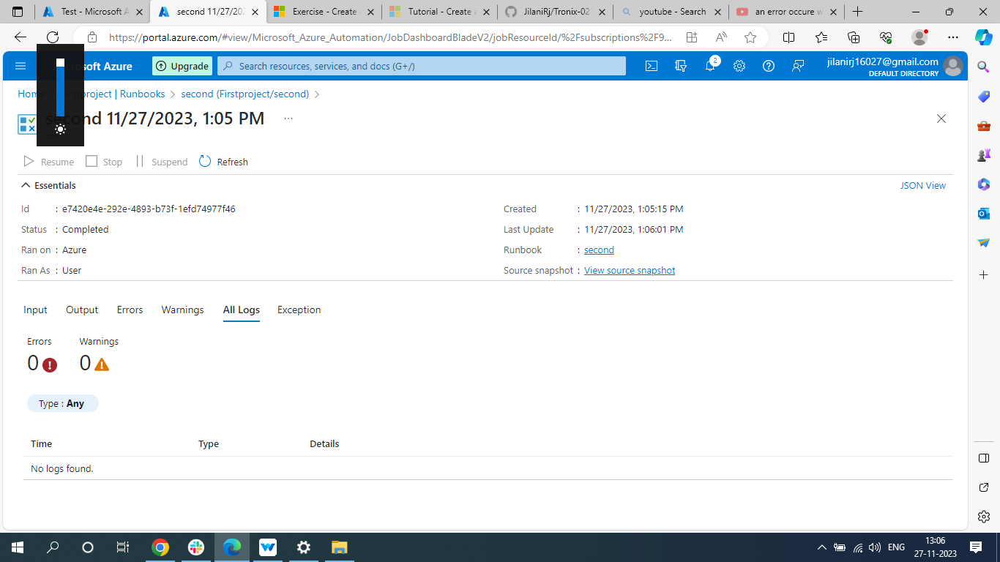 Test - Microsoft A
second 11/27/202
Exercise - Create
Tutorial - Create a
JilaniRj/Tronix-02
youtube - Search
an error occure w
https://portal.azure.com/#view/Microsoft_Azure_Automation/JobDashboardBladeV2/jobResourceId/%2Fsubscriptions%2F9...
Azure
Upgrade
Search resources, services, and docs (G+/)
2
jilanirj16027@gmail.com
DEFAULT DIRECTORY
Home
project | Runbooks > second (Firstproject/second) >
second 11/27/2023, 1:05 PM ...
Resume Stop Suspend Refresh
Essentials
JSON View
Id : e7420e4e-292e-4893-b73f-1efd74977f46
Created : 11/27/2023, 1:05:15 PM
Status : Completed
Last Update : 11/27/2023, 1:06:01 PM
Ran on : Azure
Runbook : second
Ran As : User
Source snapshot : View source snapshot
Input Output Errors Warnings All Logs Exception
Errors Warnings
0 0
Type : Any
Time Type Details
No logs found.
ENG
13:06
27-11-2023